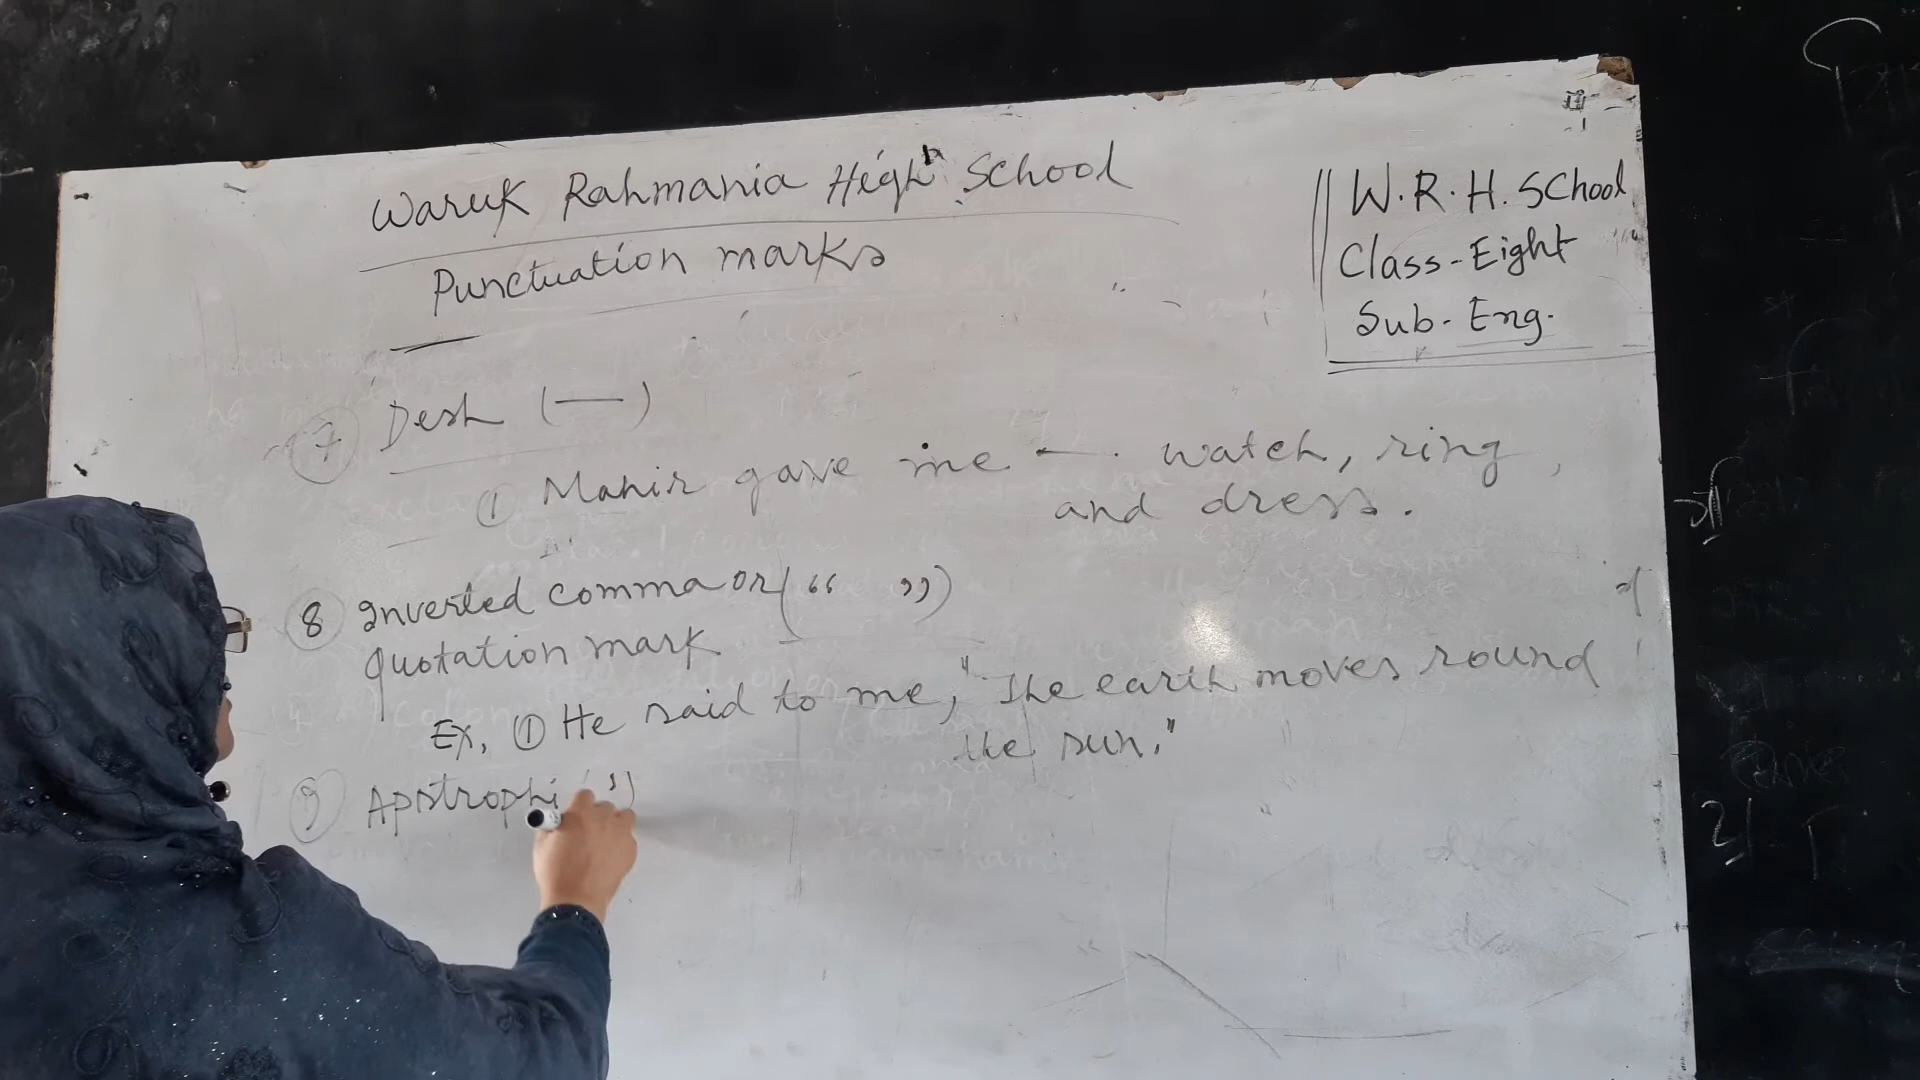 Waruk Rahmania High School
Punctuation marks
W.R.H. School
Class-Eight
Sub-Eng.
7 Desh (—)
① Mahir gave me — watch, ring,
and dress.
8 Inverted comma or (“ ”)
Quotation mark
Ex. ① He said to me, "The earth moves round
the sun."
9 Apstrophi (')